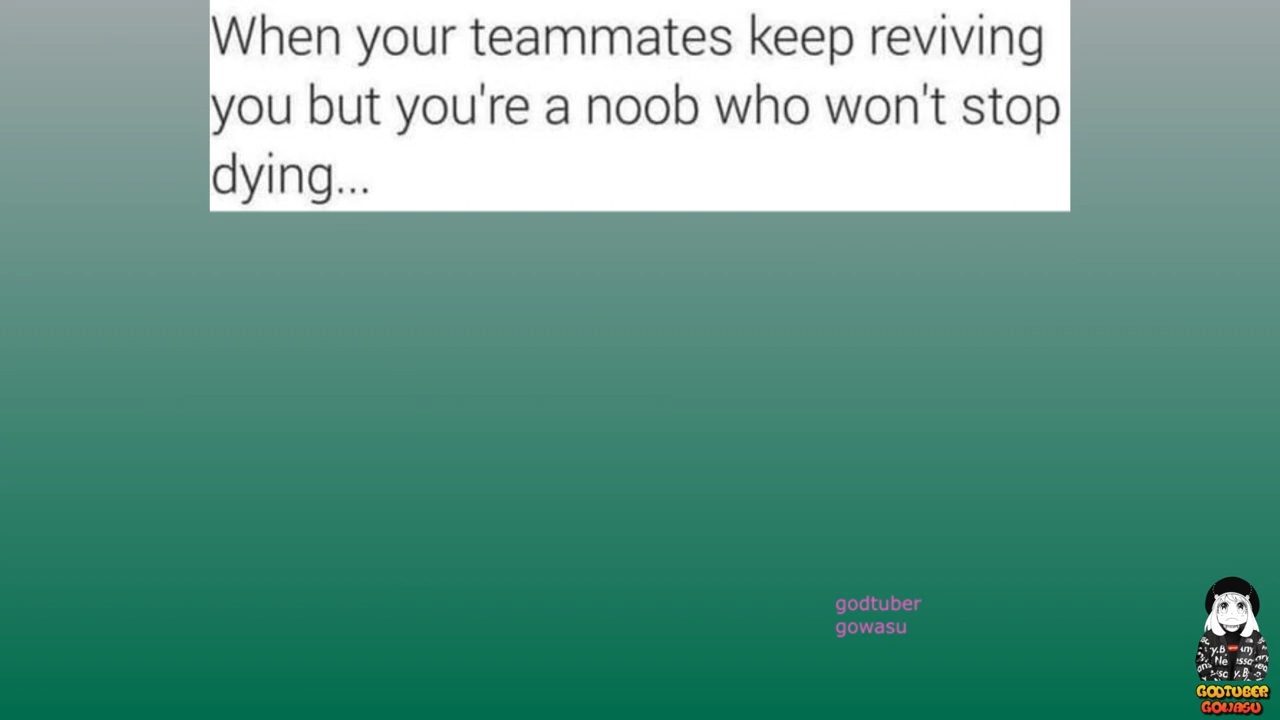 When your teammates keep reviving
you but you're a noob who won't stop
dying...
godtuber
gowasu
GODTUBER
GOWASU